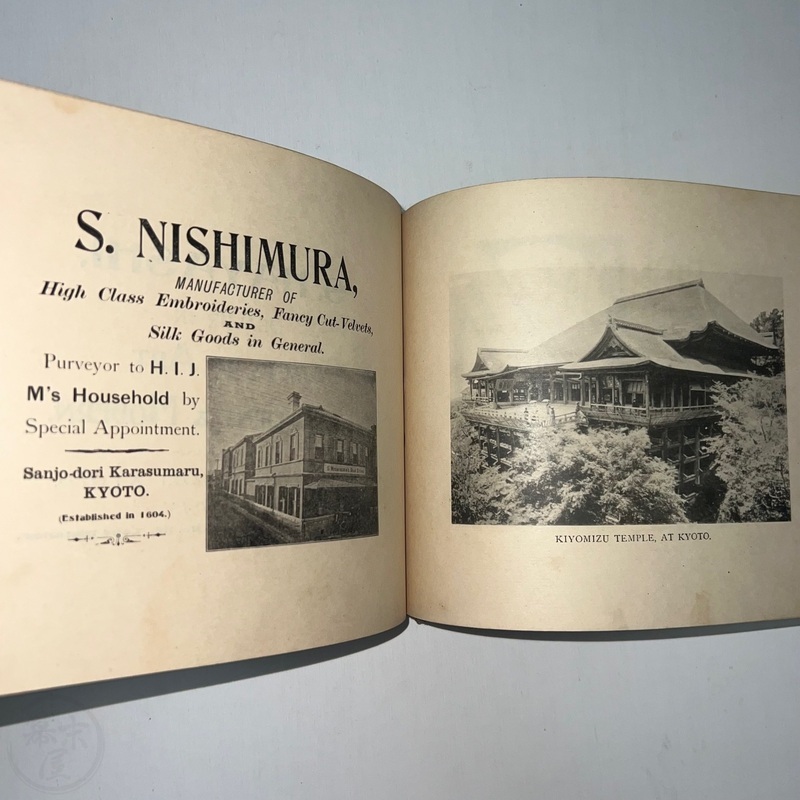 S. NISHIMURA,
MANUFACTURER OF
High Class Embroideries, Fancy Cut-Velvets,
AND
Silk Goods in General.
Purveyor to H. I. J.
M's Household by
Special Appointment.
Sanjo-dori Karasumaru,
KYOTO.
(Established in 1604.)
KIYOMIZU TEMPLE, AT KYOTO.